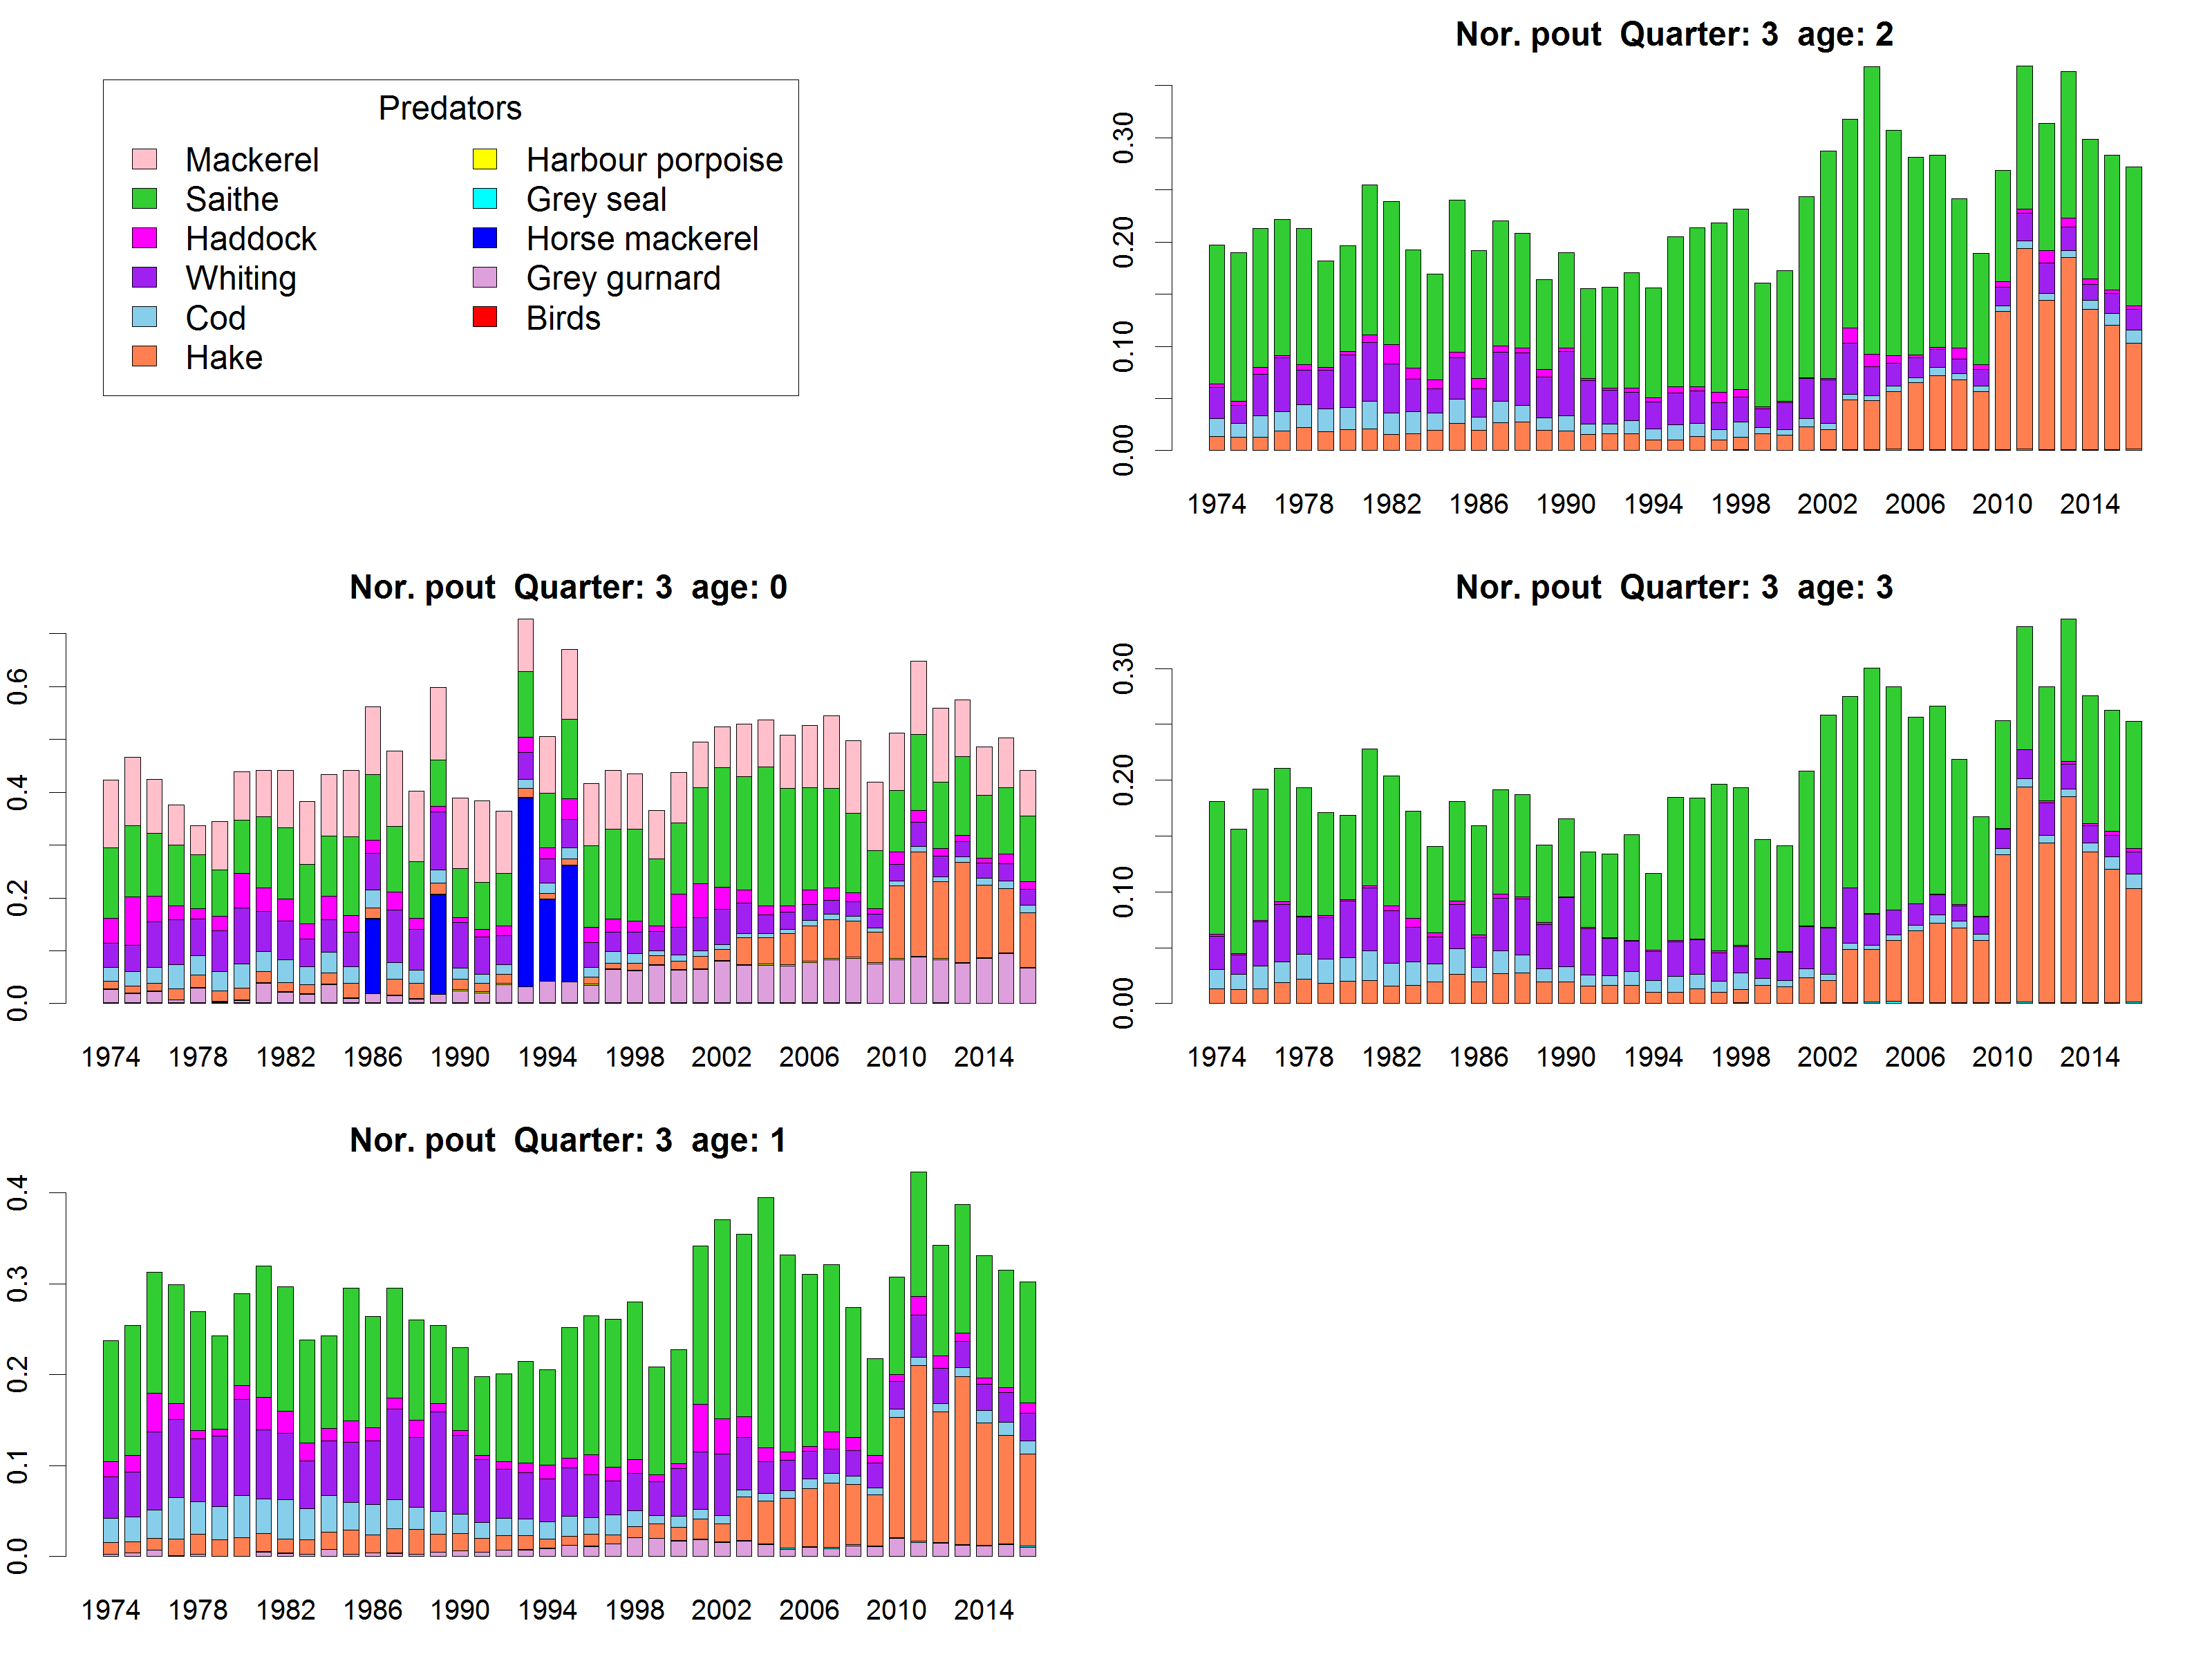 Predators
Mackerel
Saithe
Haddock
Whiting
Cod
Hake
Harbour porpoise
Grey seal
Horse mackerel
Grey gurnard
Birds
Nor. pout Quarter: 3 age: 2
0.00 0.10 0.20 0.30
1974 1978 1982 1986 1990 1994 1998 2002 2006 2010 2014
Nor. pout Quarter: 3 age: 0
0.0 0.2 0.4 0.6
1974 1978 1982 1986 1990 1994 1998 2002 2006 2010 2014
Nor. pout Quarter: 3 age: 3
0.00 0.10 0.20 0.30
1974 1978 1982 1986 1990 1994 1998 2002 2006 2010 2014
Nor. pout Quarter: 3 age: 1
0.0 0.1 0.2 0.3 0.4
1974 1978 1982 1986 1990 1994 1998 2002 2006 2010 2014